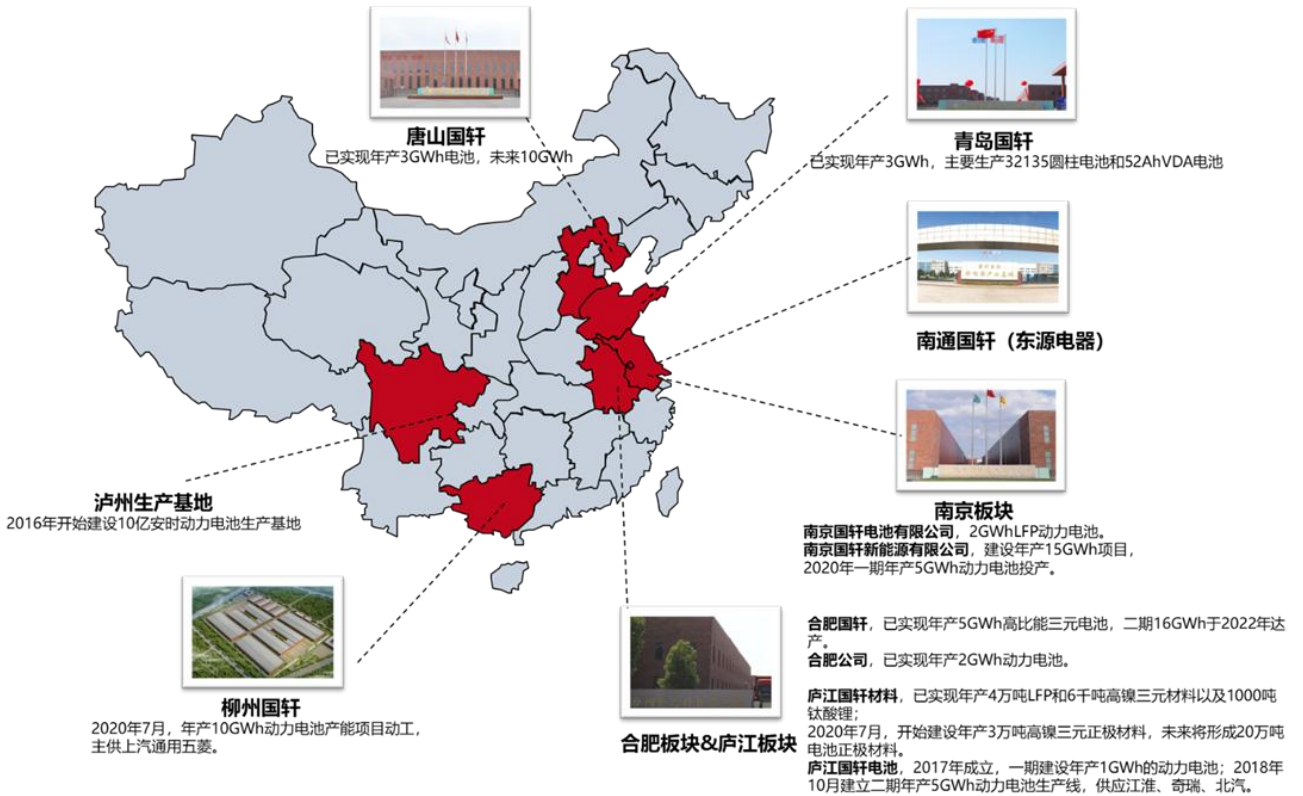 唐山国轩
已实现年产3GWh电池，未来10GWh
青岛国轩
已实现年产3GWh，主要生产32135圆柱电池和52AhVDA电池
南通国轩（东源电器）
南京板块
南京国轩电池有限公司，2GWhLFP动力电池。
南京国轩新能源有限公司，建设年产15GWh项目，
2020年一期年产5GWh动力电池投产。
泸州生产基地
2016年开始建设10亿安时动力电池生产基地
柳州国轩
2020年7月，年产10GWh动力电池产能项目动工，
主供上汽通用五菱。
合肥板块&庐江板块
合肥国轩，已实现年产5GWh高比能三元电池，二期16GWh于2022年达
产。
合肥公司，已实现年产2GWh动力电池。
庐江国轩材料，已实现年产4万吨LFP和6千吨高镍三元材料以及1000吨
钛酸锂；
2020年7月，开始建设年产3万吨高镍三元正极材料，未来将形成20万吨
电池正极材料。
庐江国轩电池，2017年成立，一期建设年产1GWh的动力电池；2018年
10月建立二期年产5GWh动力电池生产线，供应江淮、奇瑞、北汽。